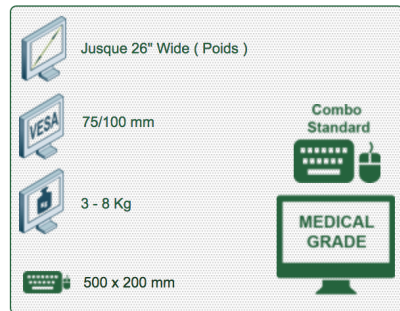 Jusque 26" Wide ( Poids )
VESA
75/100 mm
Combo
Standard
3 - 8 Kg
MEDICAL
GRADE
500 x 200 mm